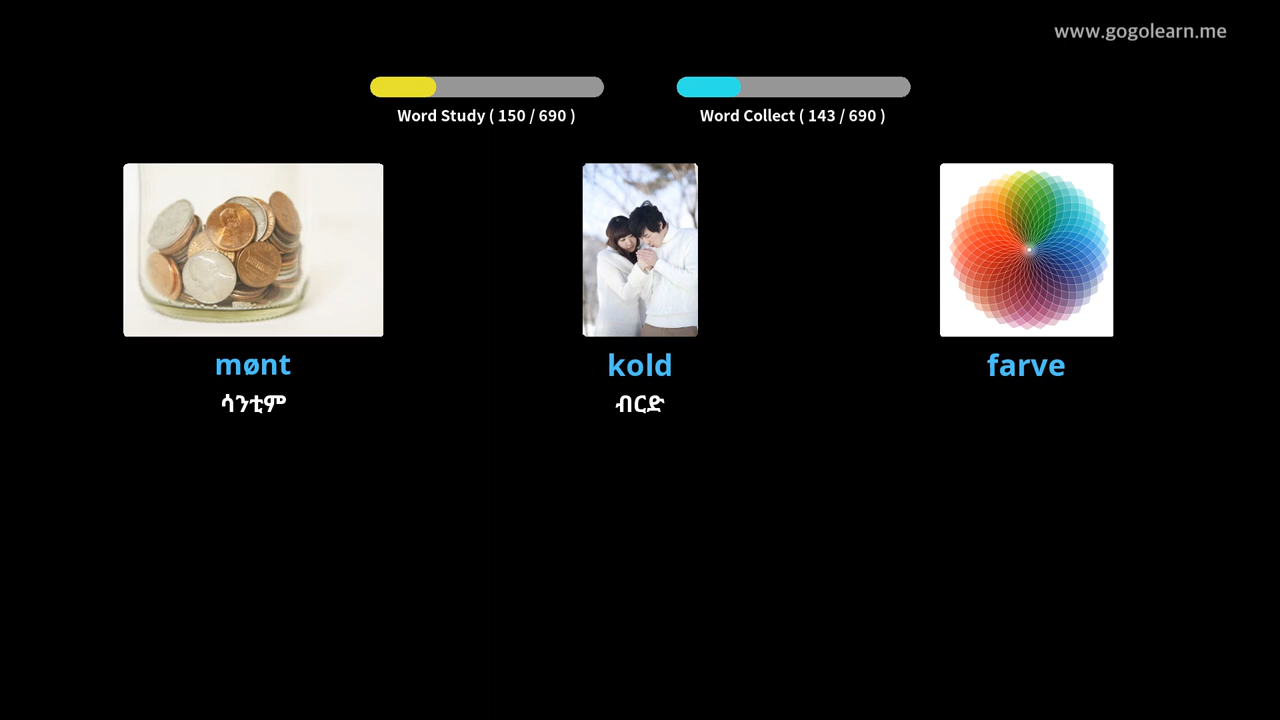 www.gogolearn.me
Word Study ( 150 / 690 )
Word Collect ( 143 / 690 )
mønt
ሳንቲም
kold
ብርድ
farve